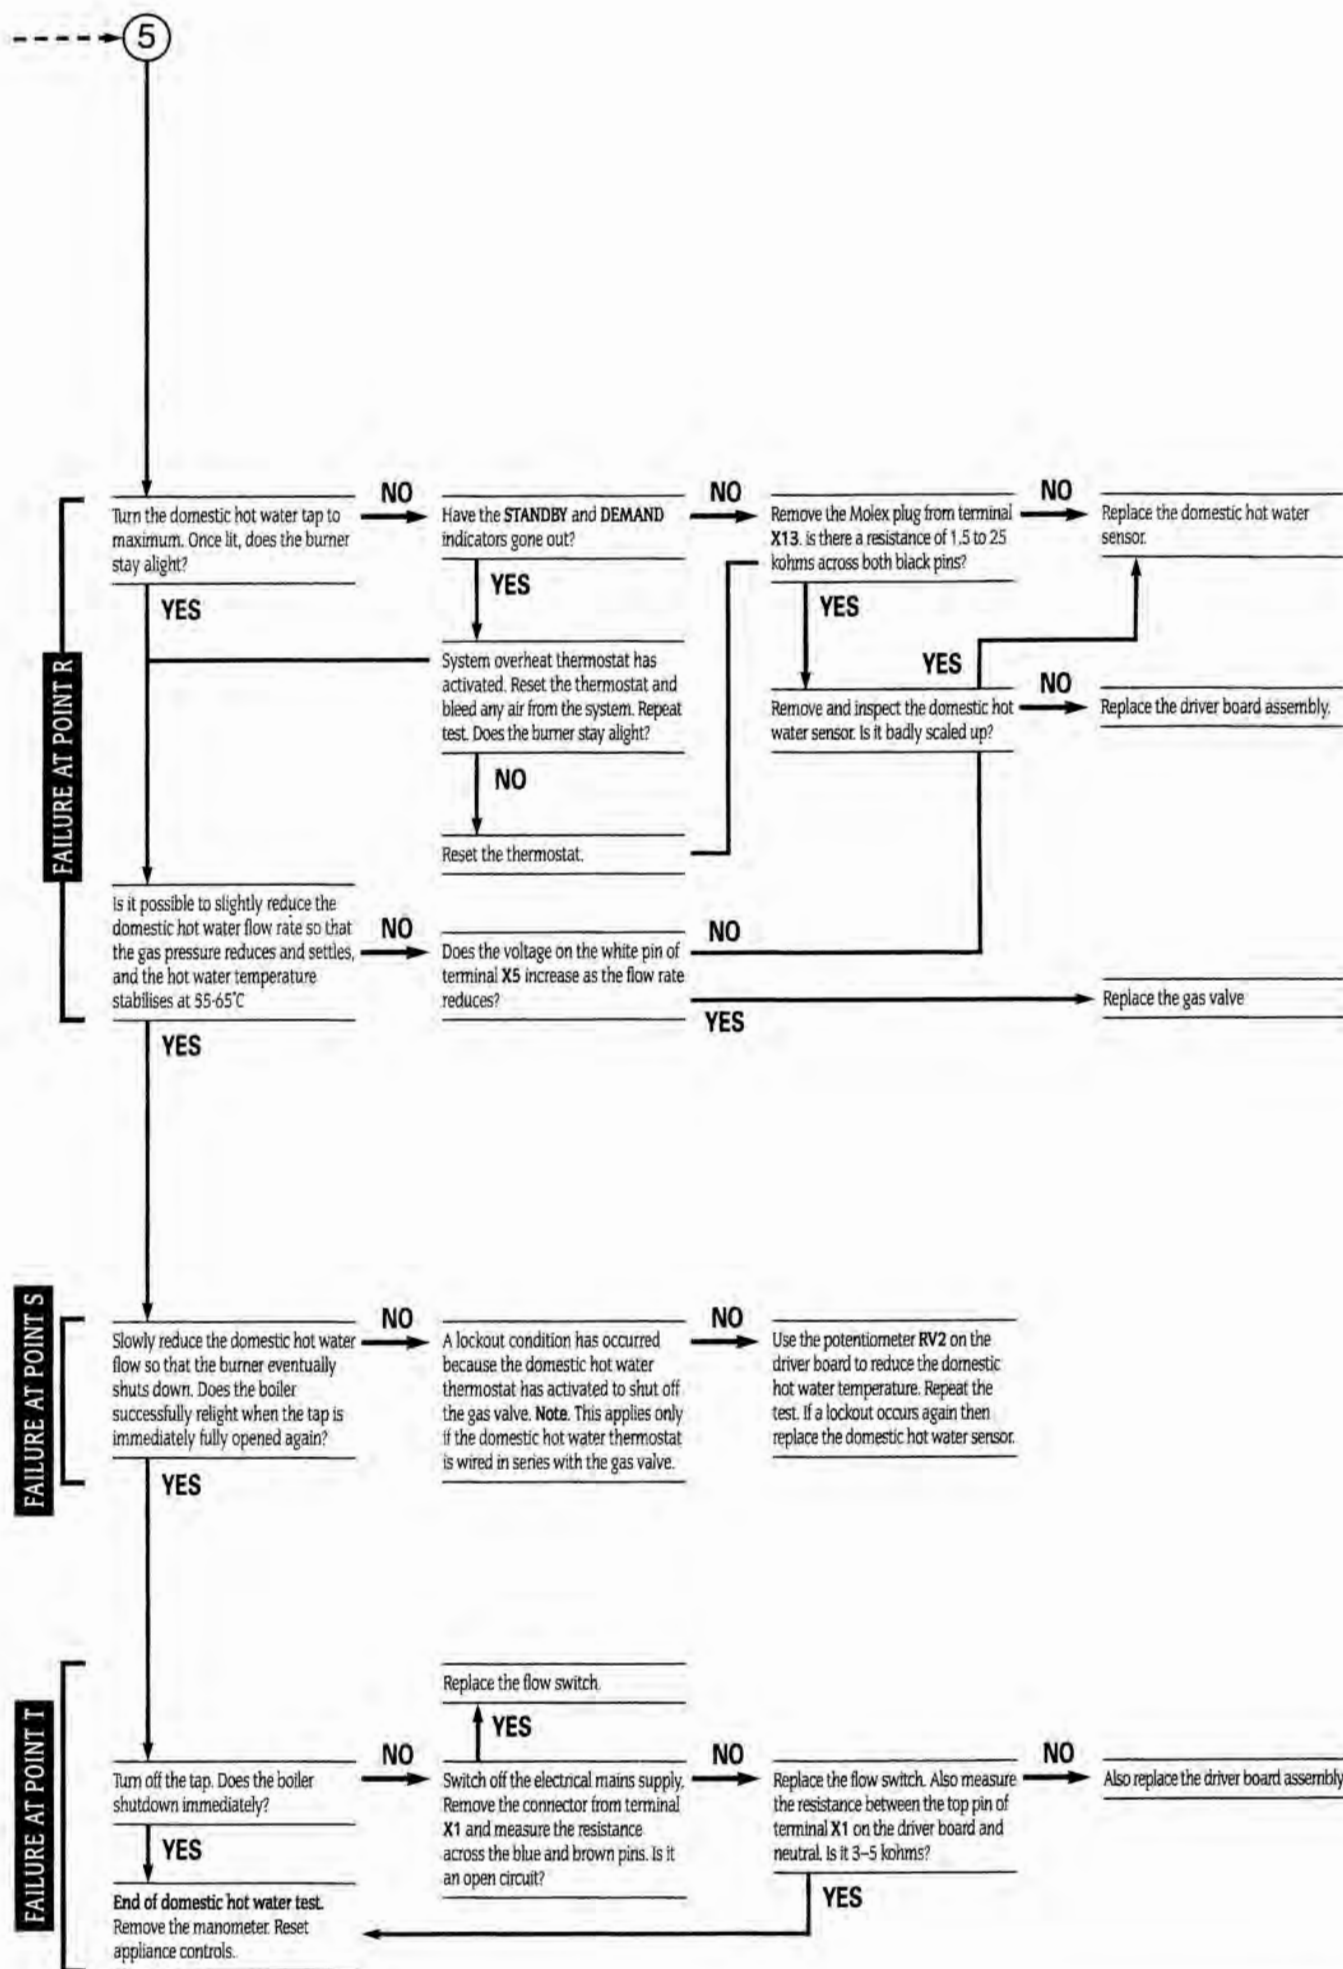 5
FAILURE AT POINT R
Turn the domestic hot water tap to
maximum. Once lit, does the burner
stay alight?
NO
YES
Have the STANDBY and DEMAND
indicators gone out?
NO
YES
Remove the Molex plug from terminal
X13. is there a resistance of 1.5 to 25
kohms across both black pins?
NO
YES
Replace the domestic hot water
sensor.
System overheat thermostat has
activated. Reset the thermostat and
bleed any air from the system. Repeat
test. Does the burner stay alight?
NO
YES
Remove and inspect the domestic hot
water sensor. Is it badly scaled up?
NO
Replace the driver board assembly.
Reset the thermostat.
is it possible to slightly reduce the
domestic hot water flow rate so that
the gas pressure reduces and settles,
and the hot water temperature
stabilises at 55-65°C
NO
YES
Does the voltage on the white pin of
terminal X5 increase as the flow rate
reduces?
NO
YES
Replace the gas valve
FAILURE AT POINT S
Slowly reduce the domestic hot water
flow so that the burner eventually
shuts down. Does the boiler
successfully relight when the tap is
immediately fully opened again?
NO
YES
A lockout condition has occurred
because the domestic hot water
thermostat has activated to shut off
the gas valve. Note. This applies only
if the domestic hot water thermostat
is wired in series with the gas valve.
NO
Use the potentiometer RV2 on the
driver board to reduce the domestic
hot water temperature. Repeat the
test. If a lockout occurs again then
replace the domestic hot water sensor.
FAILURE AT POINT T
Replace the flow switch.
YES
Turn off the tap. Does the boiler
shutdown immediately?
NO
YES
Switch off the electrical mains supply.
Remove the connector from terminal
X1 and measure the resistance
across the blue and brown pins. Is it
an open circuit?
NO
Replace the flow switch. Also measure
the resistance between the top pin of
terminal X1 on the driver board and
neutral. Is it 3–5 kohms?
NO
YES
Also replace the driver board assembly
End of domestic hot water test.
Remove the manometer. Reset
appliance controls.